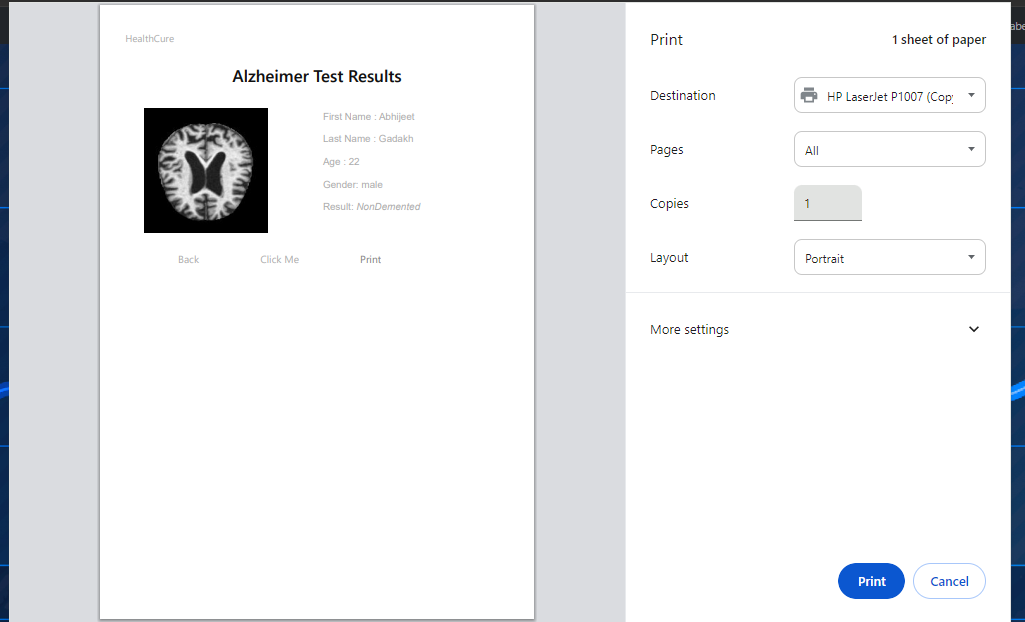 HealthCure
Alzheimer Test Results
First Name : Abhijeet
Last Name : Gadakh
Age : 22
Gender: male
Result: NonDemented
Back Click Me Print
Print 1 sheet of paper
Destination HP LaserJet P1007 (Copy
Pages All
Copies 1
Layout Portrait
More settings
Print Cancel